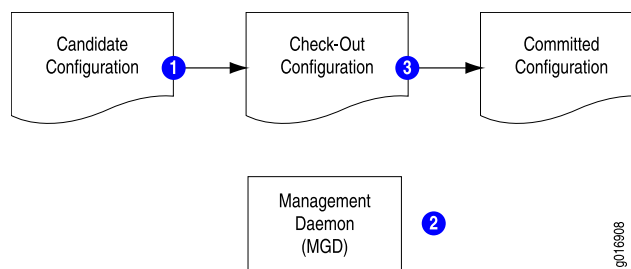 Candidate
Configuration
1
Check-Out
Configuration
3
Committed
Configuration
Management
Daemon
(MGD)
2
g016908